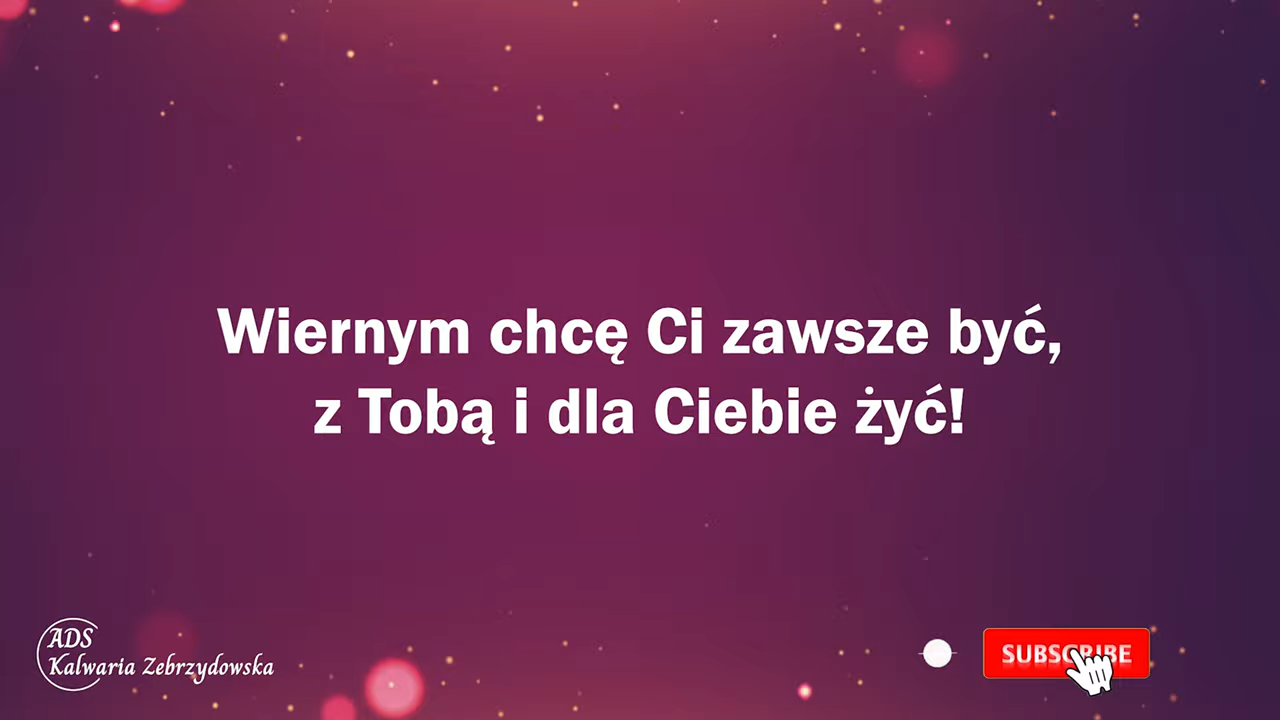 Wiernym chcę Ci zawsze być,
z Tobą i dla Ciebie żyć!
ADS
Kalwaria Zebrzydowska
SUBSCRIBE